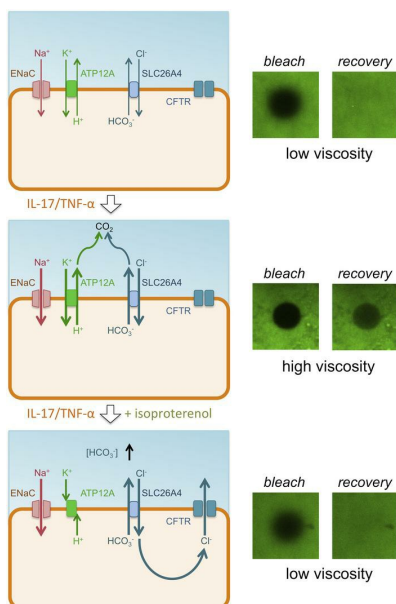 Na⁺ K⁺ Cl⁻
ENaC ATP12A SLC26A4
H⁺ HCO₃⁻ CFTR
bleach recovery
low viscosity
IL-17/TNF-α
CO₂
Na⁺ K⁺ Cl⁻
ENaC ATP12A SLC26A4
H⁺ HCO₃⁻ CFTR
bleach recovery
high viscosity
IL-17/TNF-α + isoproterenol
[HCO₃⁻]
Na⁺ K⁺ Cl⁻
ENaC ATP12A SLC26A4
CFTR
H⁺ HCO₃⁻ Cl⁻
bleach recovery
low viscosity